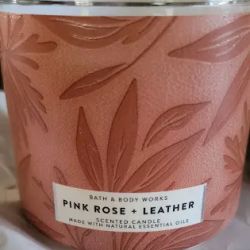 BATH & BODY WORKS
PINK ROSE + LEATHER
SCENTED CANDLE
MADE WITH NATURAL ESSENTIAL OILS